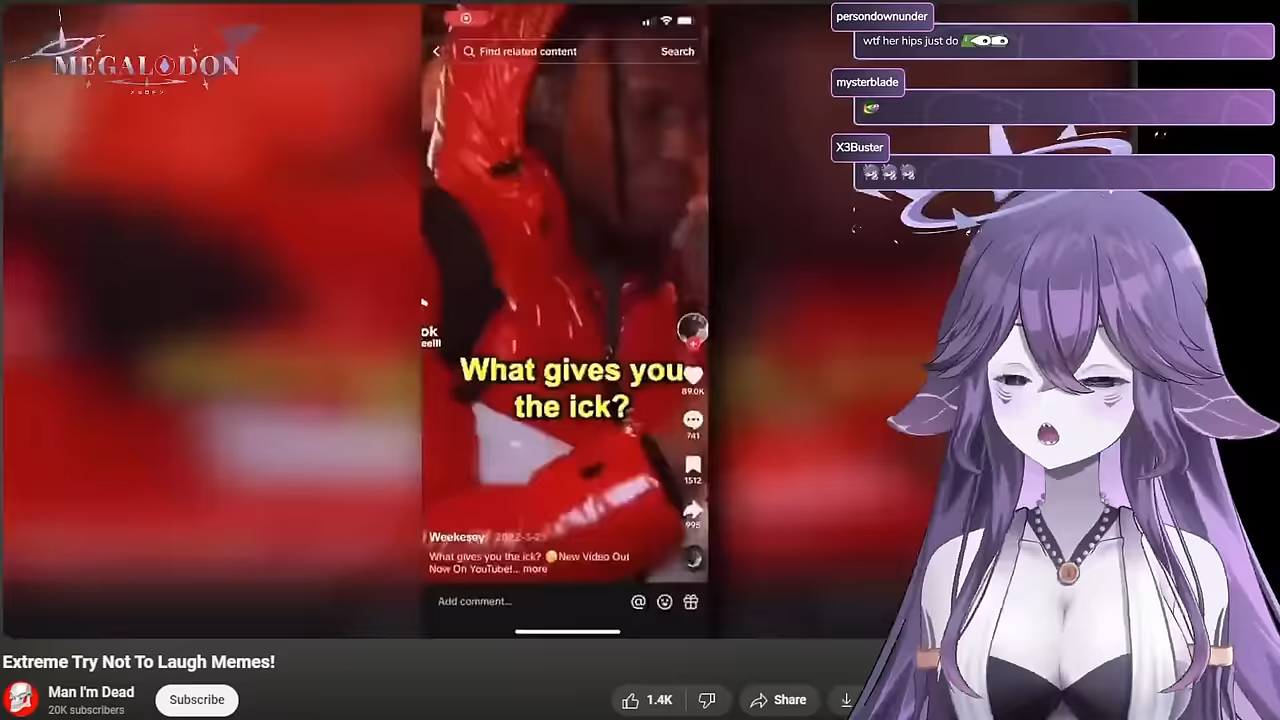 MEGALODON
Find related content
Search
ok
eelll
What gives you
the ick?
89.0K
741
1512
995
Weekesey
What gives you the ick? 😳New Video Out
Now On YouTube!... more
Add comment...
Extreme Try Not To Laugh Memes!
Man I'm Dead
20K subscribers
Subscribe
1.4K
Share
persondownunder
wtf her hips just do
mysterblade
X3Buster